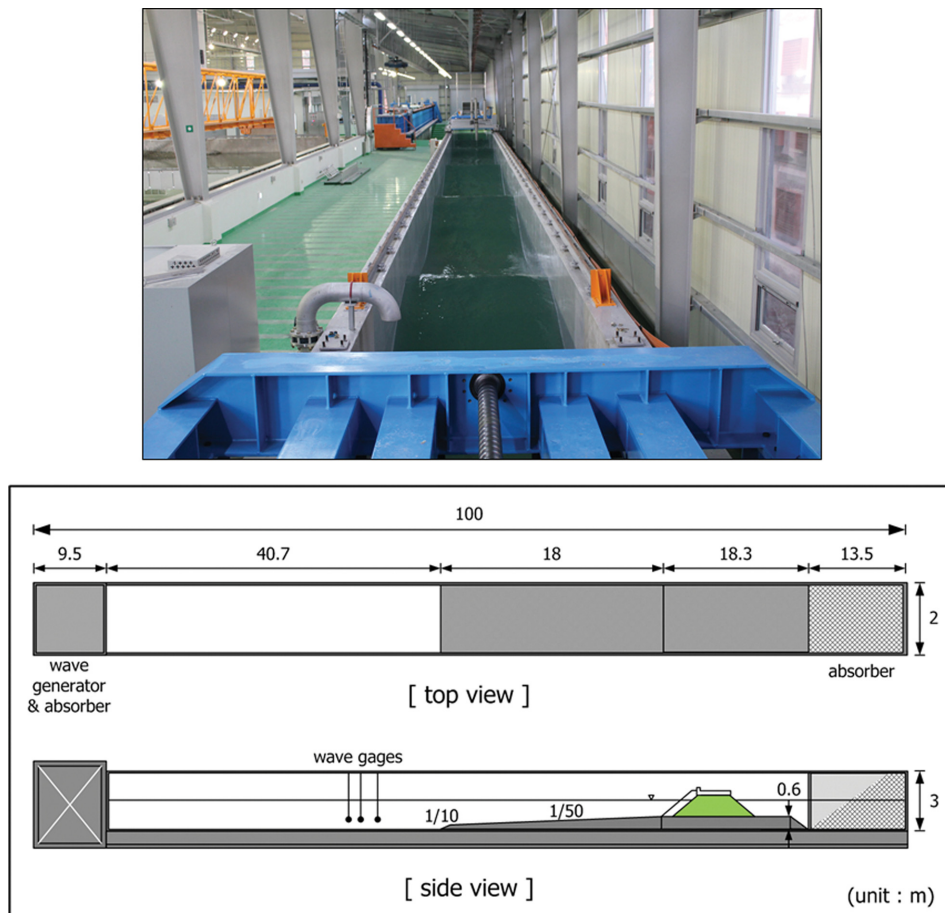 100
9.5 40.7 18 18.3 13.5
2
wave
generator
& absorber
absorber
[ top view ]
wave gages
0.6
3
1/10
1/50
[ side view ]
(unit : m)